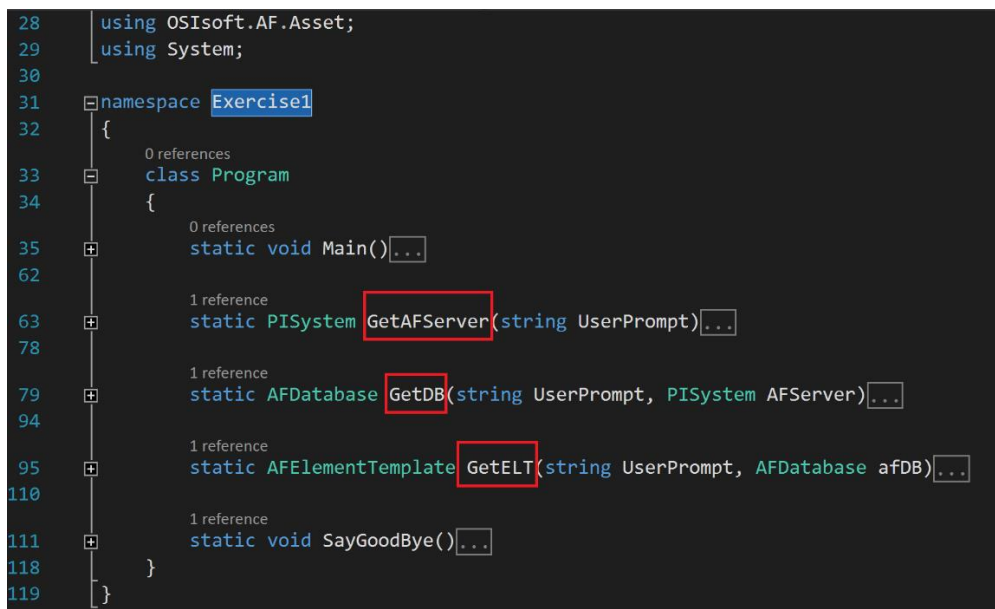 28 using OSIsoft.AF.Asset;
29 using System;
30
31 namespace Exercise1
32 {
0 references
33 class Program
34 {
0 references
35 static void Main()...
62
1 reference
63 static PISystem GetAFServer(string UserPrompt)...
78
1 reference
79 static AFDatabase GetDB(string UserPrompt, PISystem AFServer)...
94
1 reference
95 static AFElementTemplate GetELT(string UserPrompt, AFDatabase afDB)...
110
1 reference
111 static void SayGoodBye()...
118 }
119 }